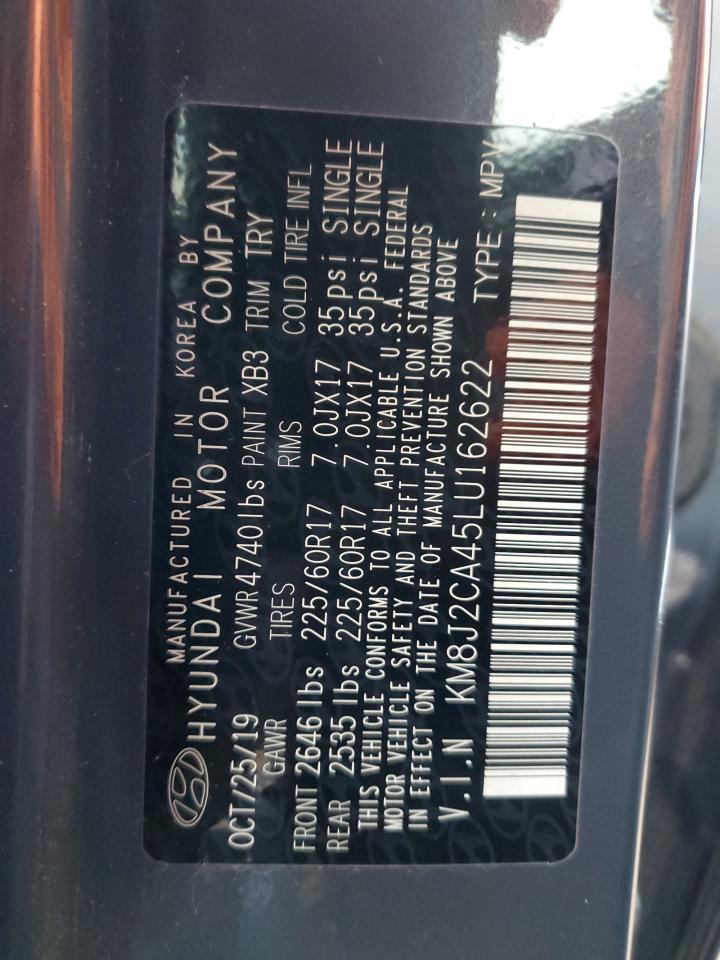 MANUFACTURED IN KOREA BY
HYUNDAI MOTOR COMPANY
OCT/25/19 GVWR4740lbs PAINT XB3 TRIM TRY
GAWR TIRES RIMS COLD TIRE INFL
FRONT 2646 lbs 225/60R17 7.0JX17 35psi SINGLE
REAR 2535 lbs 225/60R17 7.0JX17 35psi SINGLE
THIS VEHICLE CONFORMS TO ALL APPLICABLE U.S.A. FEDERAL
MOTOR VEHICLE SAFETY AND THEFT PREVENTION STANDARDS
IN EFFECT ON THE DATE OF MANUFACTURE SHOWN ABOVE
V.I.N KM8J2CA45LU162622 TYPE : MPV